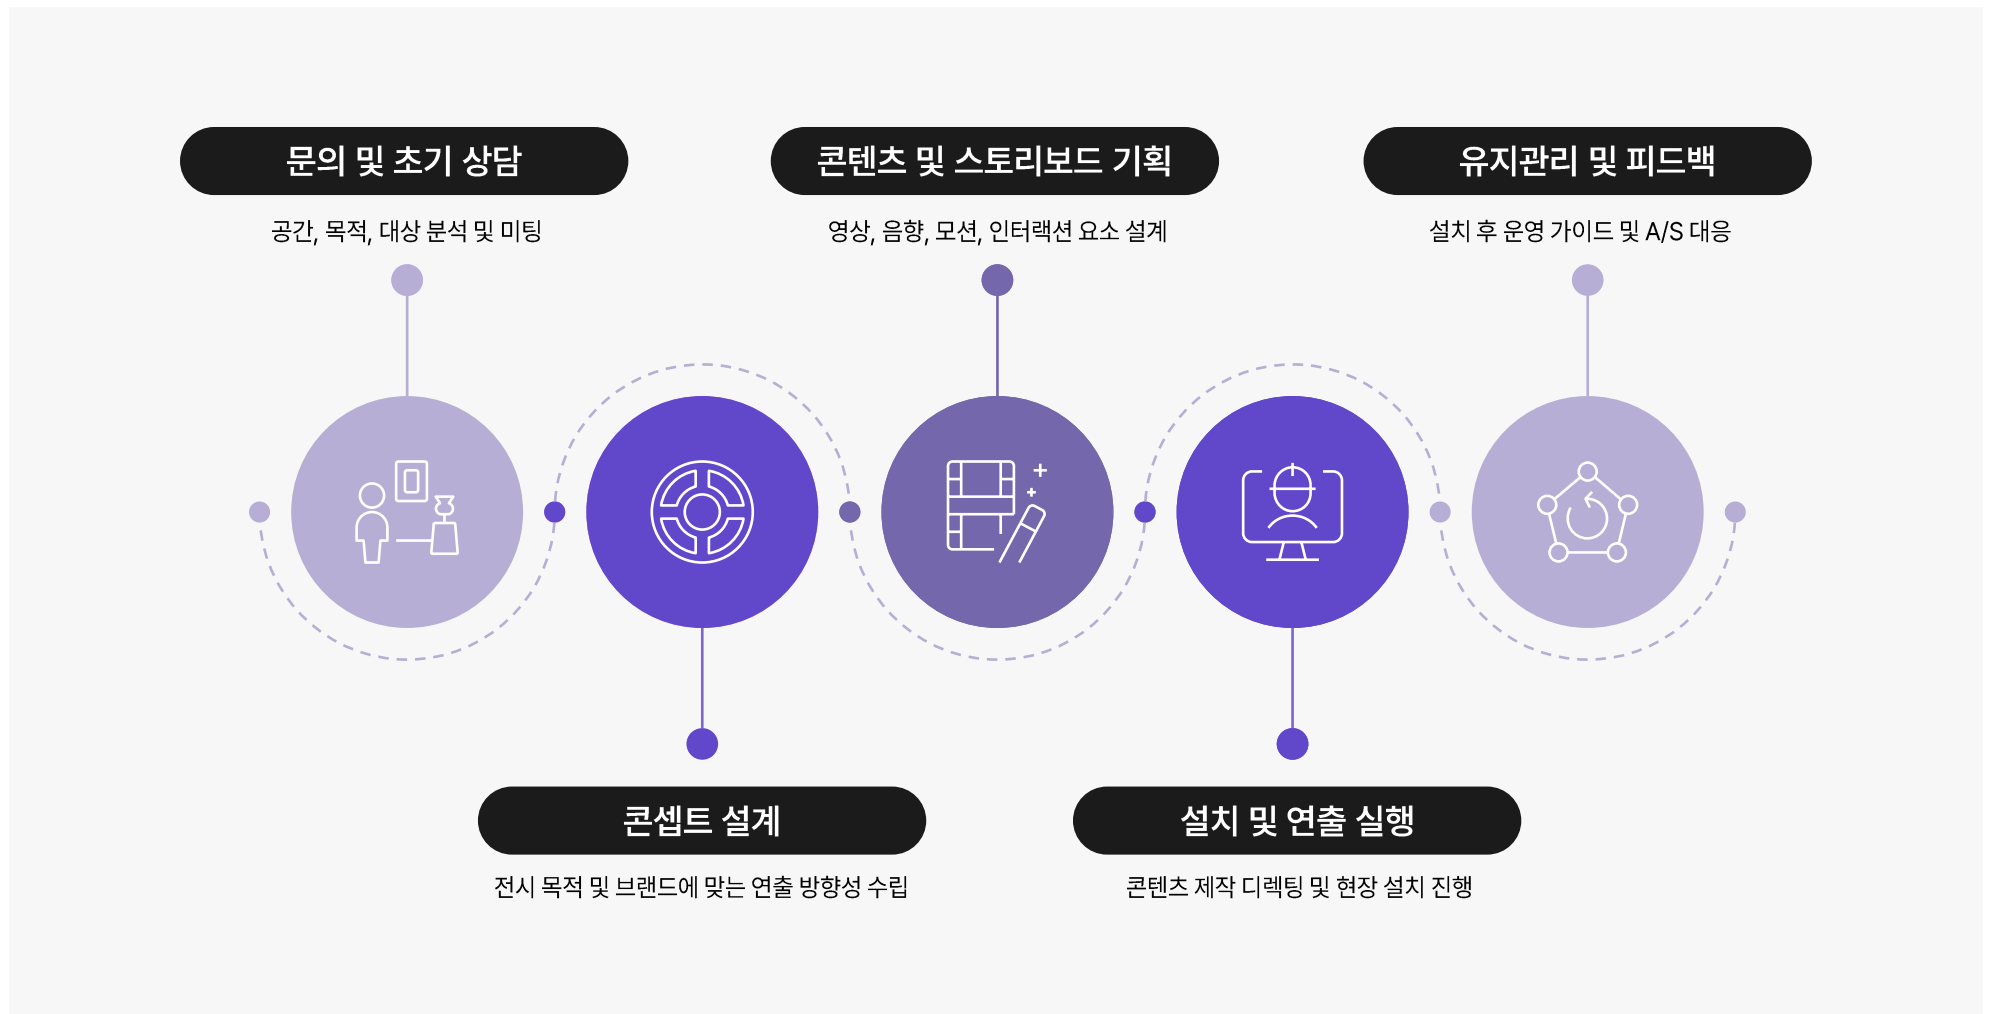 문의 및 초기 상담
공간, 목적, 대상 분석 및 미팅
콘셉트 설계
전시 목적 및 브랜드에 맞는 연출 방향성 수립
콘텐츠 및 스토리보드 기획
영상, 음향, 모션, 인터랙션 요소 설계
설치 및 연출 실행
콘텐츠 제작 디렉팅 및 현장 설치 진행
유지관리 및 피드백
설치 후 운영 가이드 및 A/S 대응